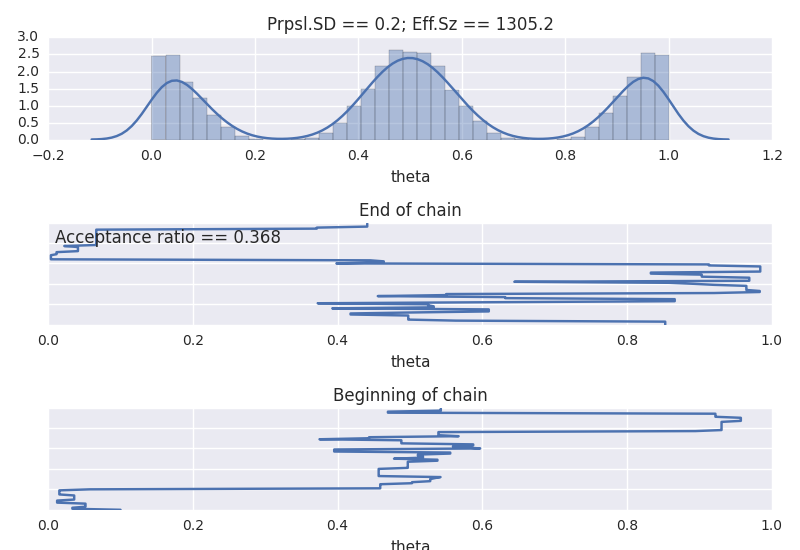 Prpsl.SD == 0.2; Eff.Sz == 1305.2
3.0
2.5
2.0
1.5
1.0
0.5
0.0
−0.2 0.0 0.2 0.4 0.6 0.8 1.0 1.2
theta
End of chain
Acceptance ratio == 0.368
0.0 0.2 0.4 0.6 0.8 1.0
theta
Beginning of chain
0.0 0.2 0.4 0.6 0.8 1.0
theta